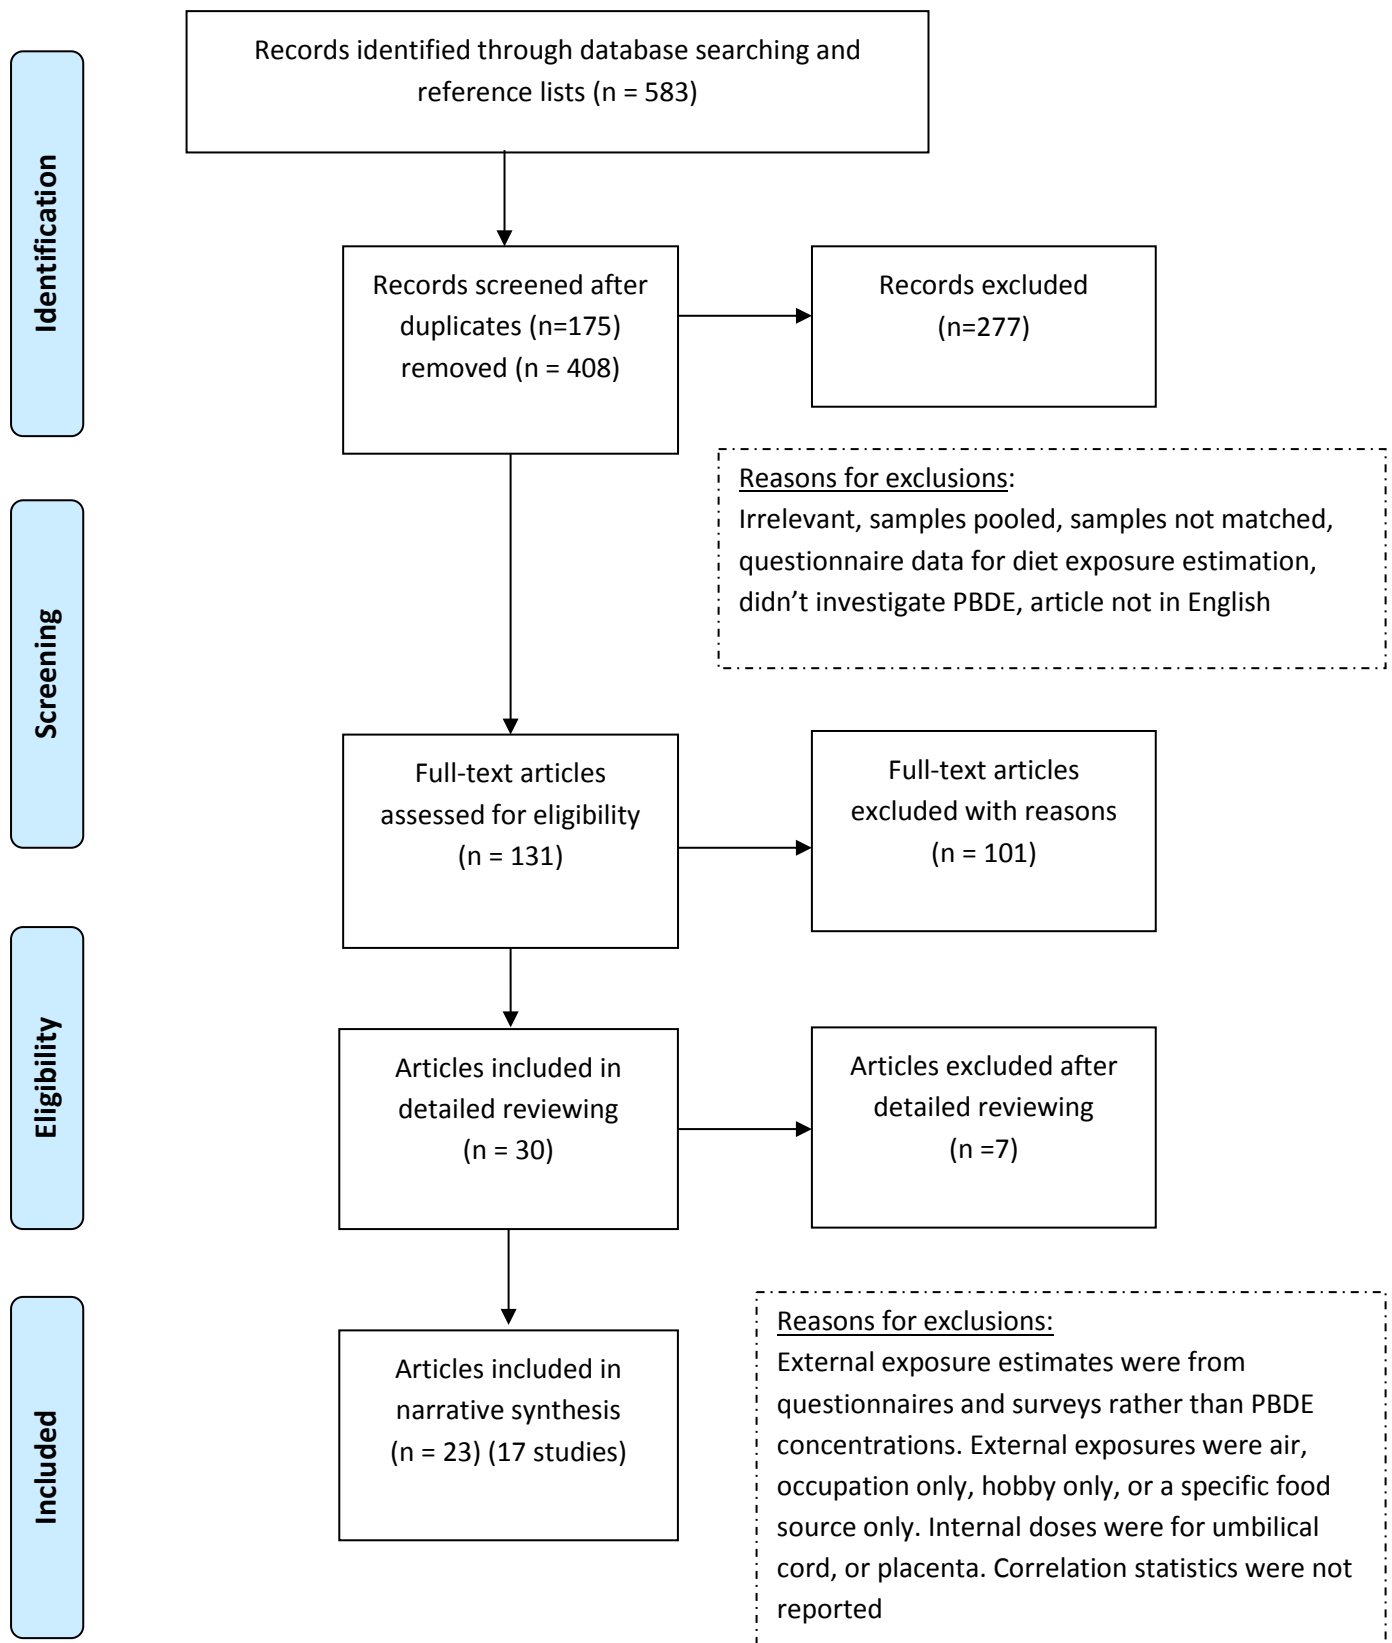 Records identified through database searching and
reference lists (n = 583)
Identification
Records screened after
duplicates (n=175)
removed (n = 408)
Records excluded
(n=277)
Reasons for exclusions:
Irrelevant, samples pooled, samples not matched,
questionnaire data for diet exposure estimation,
didn’t investigate PBDE, article not in English
Screening
Full-text articles
assessed for eligibility
(n = 131)
Full-text articles
excluded with reasons
(n = 101)
Eligibility
Articles included in
detailed reviewing
(n = 30)
Articles excluded after
detailed reviewing
(n =7)
Included
Articles included in
narrative synthesis
(n = 23) (17 studies)
Reasons for exclusions:
External exposure estimates were from
questionnaires and surveys rather than PBDE
concentrations. External exposures were air,
occupation only, hobby only, or a specific food
source only. Internal doses were for umbilical
cord, or placenta. Correlation statistics were not
reported